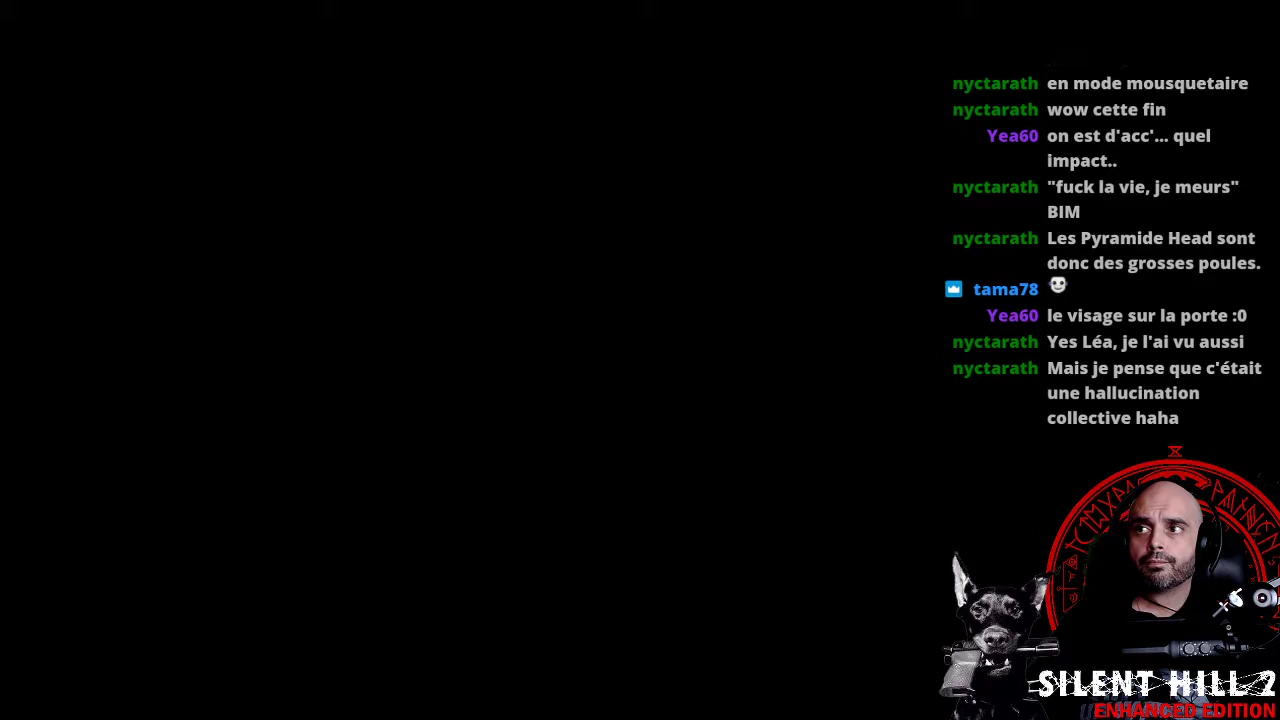 nyctarath en mode mousquetaire
nyctarath wow cette fin
Yea60 on est d'acc'... quel
impact..
nyctarath "fuck la vie, je meurs"
BIM
nyctarath Les Pyramide Head sont
donc des grosses poules.
tama78
Yea60 le visage sur la porte :0
nyctarath Yes Léa, je l'ai vu aussi
nyctarath Mais je pense que c'était
une hallucination
collective haha
SILENT HILL 2
ENHANCED EDITION